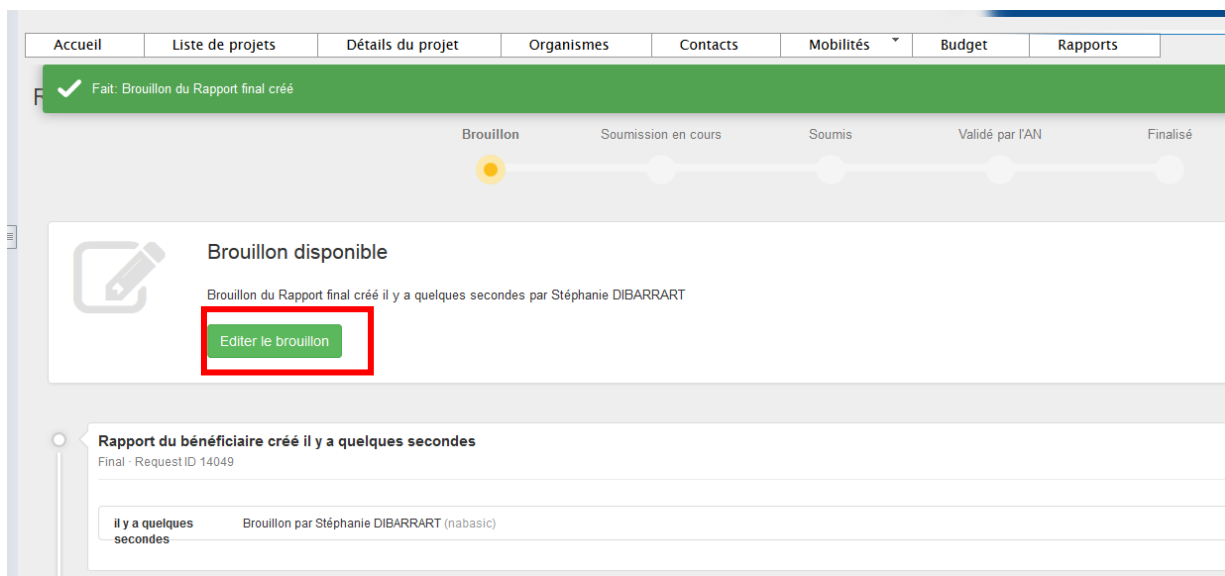 Accueil Liste de projets Détails du projet Organismes Contacts Mobilités Budget Rapports
Fait: Brouillon du Rapport final créé
Brouillon Soumission en cours Soumis Validé par l'AN Finalisé
Brouillon disponible
Brouillon du Rapport final créé il y a quelques secondes par Stéphanie DIBARRART
Editer le brouillon
Rapport du bénéficiaire créé il y a quelques secondes
Final - Request ID 14049
il y a quelques Brouillon par Stéphanie DIBARRART (nabasic)
secondes